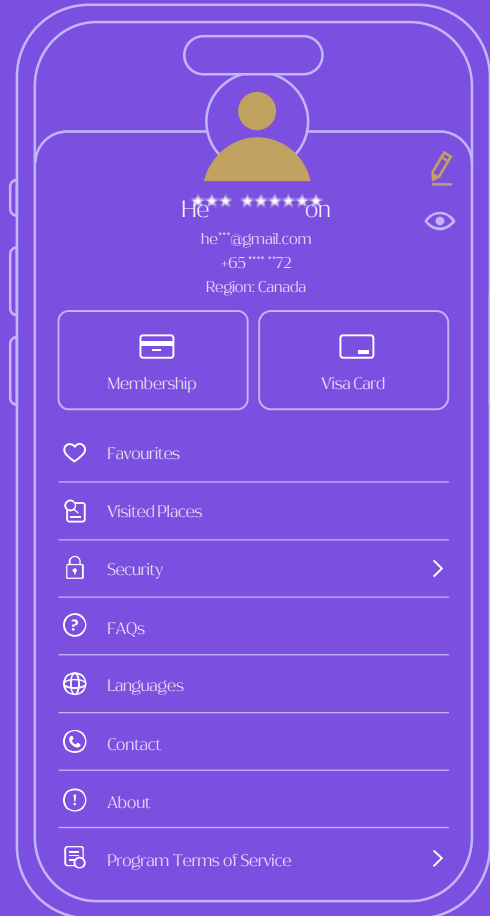 He*** ******on
he***@gmail.com
+65 **** **72
Region: Canada
Membership
Visa Card
Favourites
Visited Places
Security
FAQs
Languages
Contact
About
Program Terms of Service